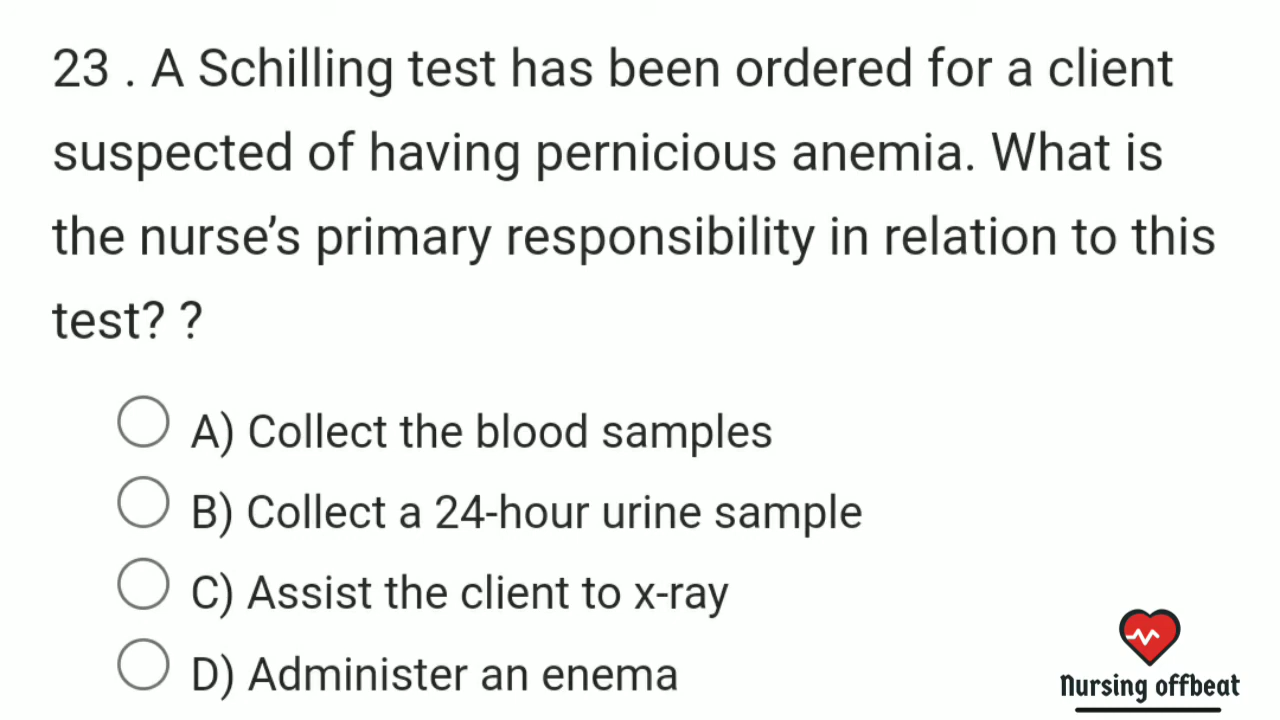 23 . A Schilling test has been ordered for a client
suspected of having pernicious anemia. What is
the nurse’s primary responsibility in relation to this
test? ?
A) Collect the blood samples
B) Collect a 24-hour urine sample
C) Assist the client to x-ray
D) Administer an enema
Nursing offbeat